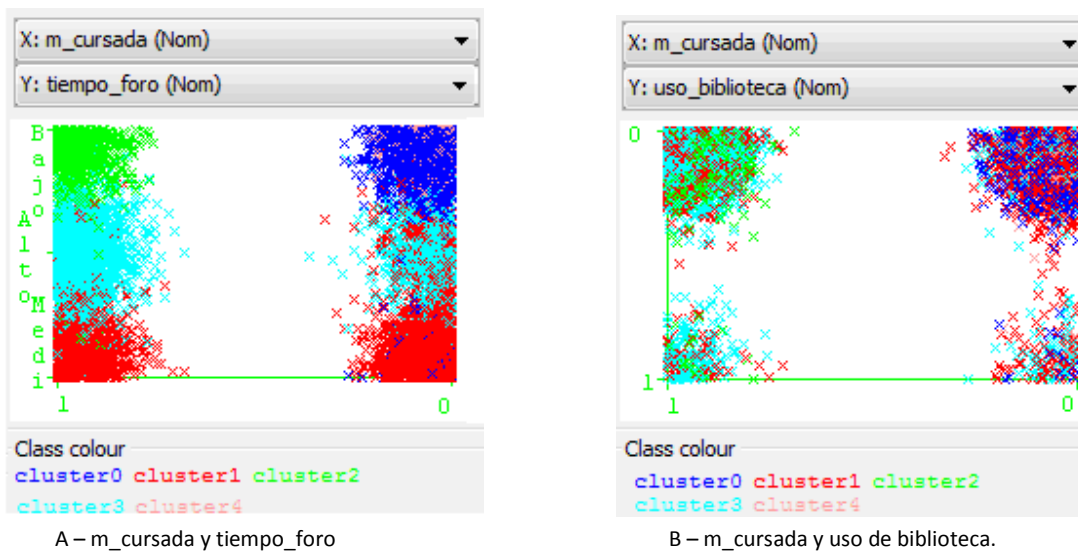 X: m_cursada (Nom)
Y: tiempo_foro (Nom)
Bajo
Alto
Medi
1
0
Class colour
cluster0 cluster1 cluster2
cluster3 cluster4
A – m_cursada y tiempo_foro
X: m_cursada (Nom)
Y: uso_biblioteca (Nom)
0
1
1
0
Class colour
cluster0 cluster1 cluster2
cluster3 cluster4
B – m_cursada y uso de biblioteca.